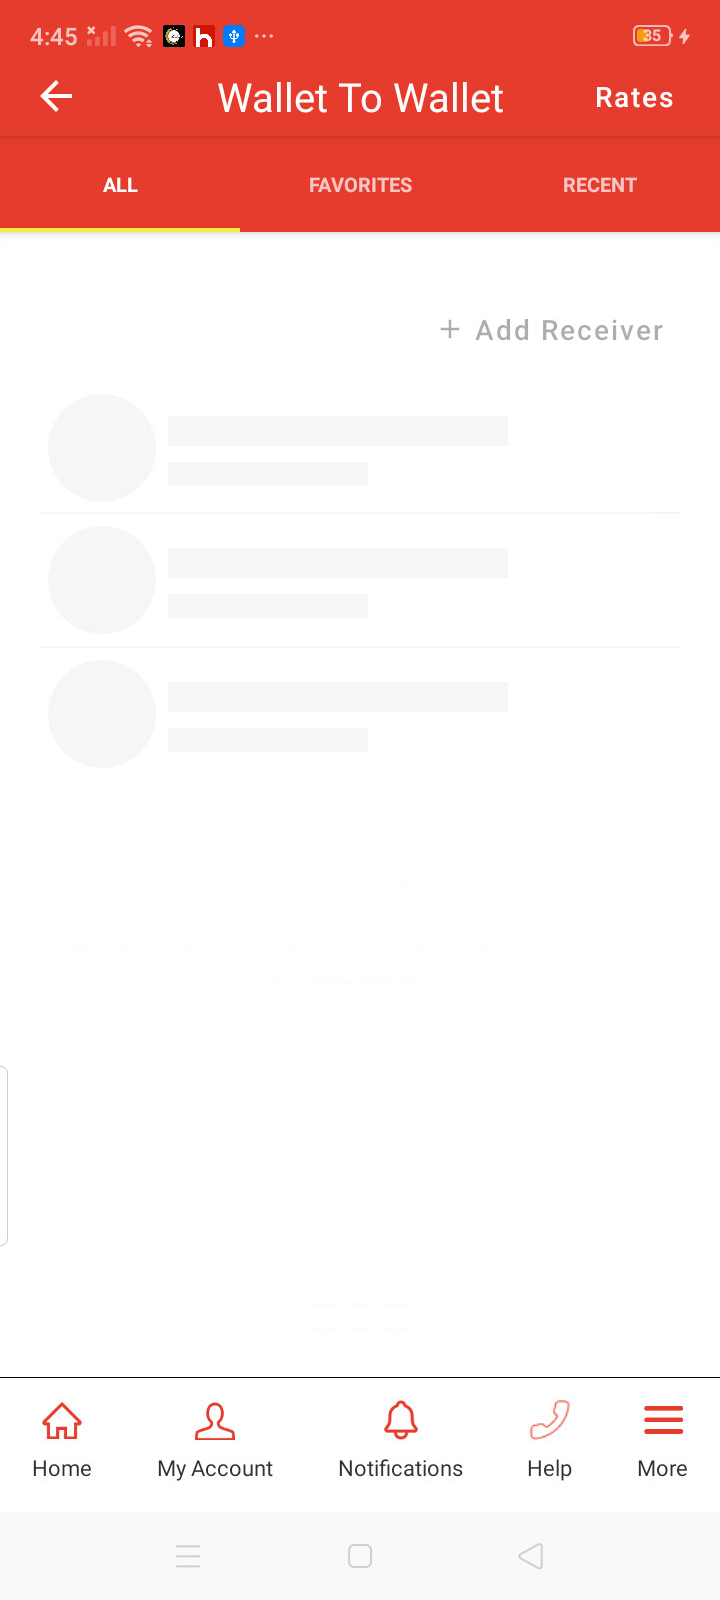 4:45
35
Wallet To Wallet
Rates
ALL
FAVORITES
RECENT
+ Add Receiver
Home
My Account
Notifications
Help
More